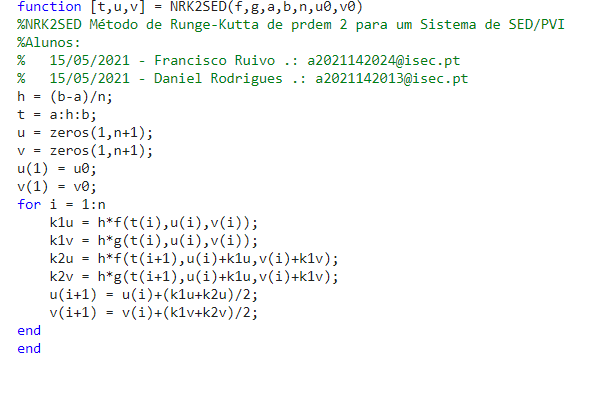 function [t,u,v] = NRK2SED(f,g,a,b,n,u0,v0)
%NRK2SED Método de Runge-Kutta de prdem 2 para um Sistema de SED/PVI
%Alunos:
%   15/05/2021 - Francisco Ruivo .: a2021142024@isec.pt
%   15/05/2021 - Daniel Rodrigues .: a2021142013@isec.pt
h = (b-a)/n;
t = a:h:b;
u = zeros(1,n+1);
v = zeros(1,n+1);
u(1) = u0;
v(1) = v0;
for i = 1:n
    k1u = h*f(t(i),u(i),v(i));
    k1v = h*g(t(i),u(i),v(i));
    k2u = h*f(t(i+1),u(i)+k1u,v(i)+k1v);
    k2v = h*g(t(i+1),u(i)+k1u,v(i)+k1v);
    u(i+1) = u(i)+(k1u+k2u)/2;
    v(i+1) = v(i)+(k1v+k2v)/2;
end
end